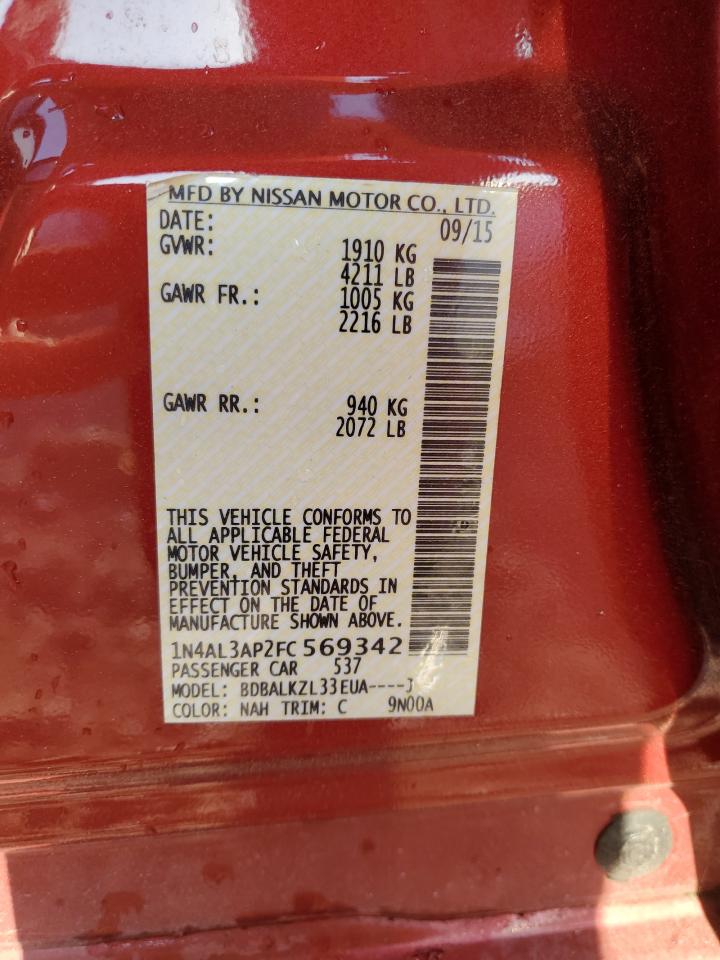 MFD BY NISSAN MOTOR CO., LTD.
DATE: 09/15
GVWR: 1910 KG
4211 LB
GAWR FR.: 1005 KG
2216 LB
GAWR RR.: 940 KG
2072 LB
THIS VEHICLE CONFORMS TO
ALL APPLICABLE FEDERAL
MOTOR VEHICLE SAFETY,
BUMPER, AND THEFT
PREVENTION STANDARDS IN
EFFECT ON THE DATE OF
MANUFACTURE SHOWN ABOVE.
1N4AL3AP2FC569342
PASSENGER CAR 537
MODEL: BDBALKZL33EUA----J
COLOR: NAH TRIM: C 9N00A